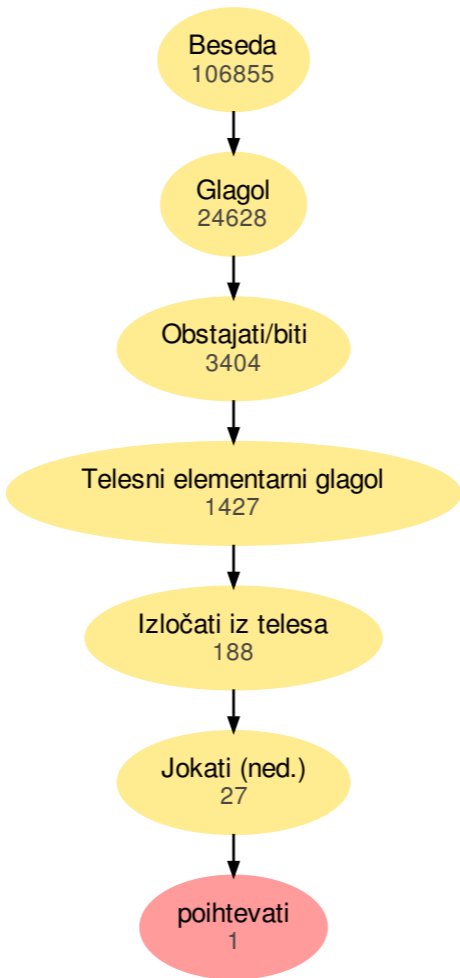 Beseda
106855
Glagol
24628
Obstajati/biti
3404
Telesni elementarni glagol
1427
Izločati iz telesa
188
Jokati (ned.)
27
poihtevati
1